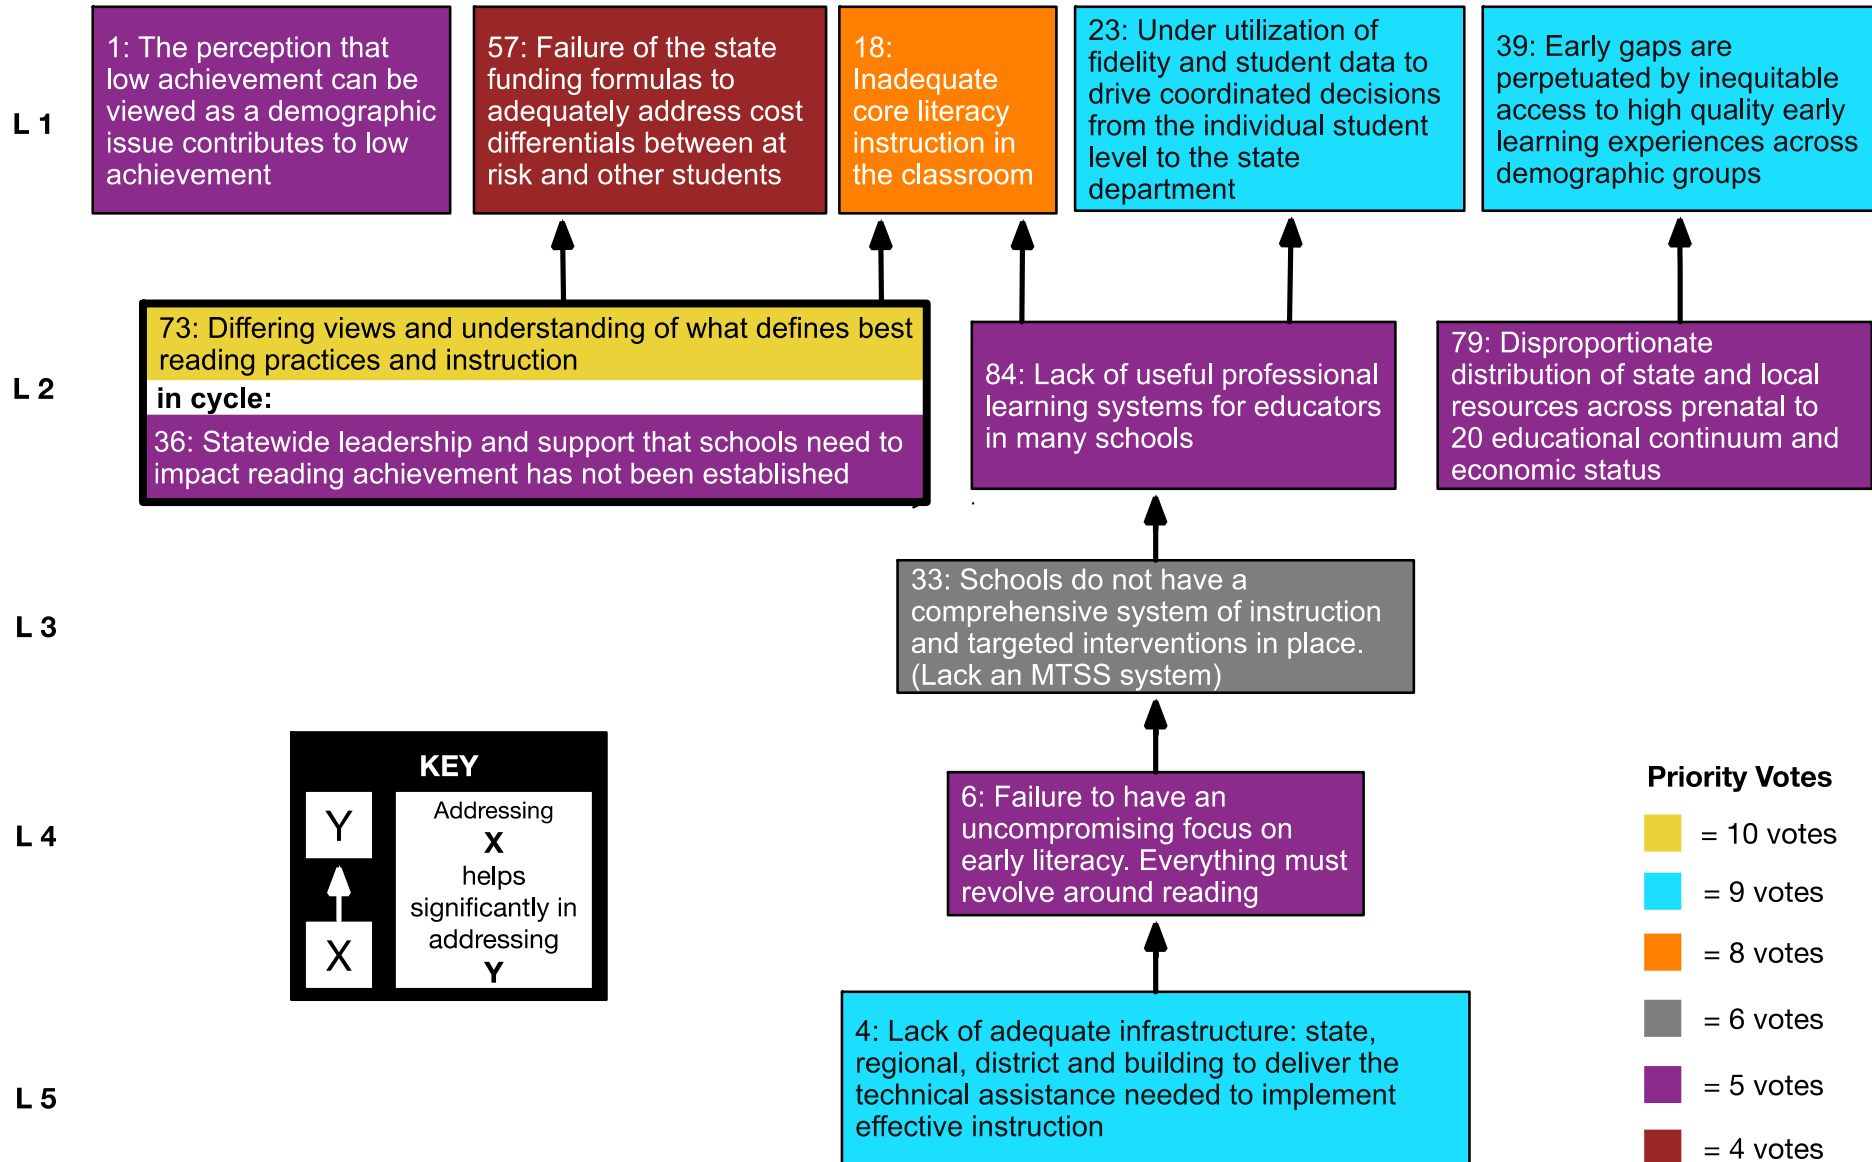 L 1
1: The perception that
low achievement can be
viewed as a demographic
issue contributes to low
achievement
57: Failure of the state
funding formulas to
adequately address cost
differentials between at
risk and other students
18:
Inadequate
core literacy
instruction in
the classroom
23: Under utilization of
fidelity and student data to
drive coordinated decisions
from the individual student
level to the state
department
39: Early gaps are
perpetuated by inequitable
access to high quality early
learning experiences across
demographic groups
L 2
73: Differing views and understanding of what defines best
reading practices and instruction
in cycle:
36: Statewide leadership and support that schools need to
impact reading achievement has not been established
84: Lack of useful professional
learning systems for educators
in many schools
79: Disproportionate
distribution of state and local
resources across prenatal to
20 educational continuum and
economic status
L 3
33: Schools do not have a
comprehensive system of instruction
and targeted interventions in place.
(Lack an MTSS system)
L 4
6: Failure to have an
uncompromising focus on
early literacy. Everything must
revolve around reading
L 5
4: Lack of adequate infrastructure: state,
regional, district and building to deliver the
technical assistance needed to implement
effective instruction
KEY
Y
X
Addressing
X
helps
significantly in
addressing
Y
Priority Votes
= 10 votes
= 9 votes
= 8 votes
= 6 votes
= 5 votes
= 4 votes